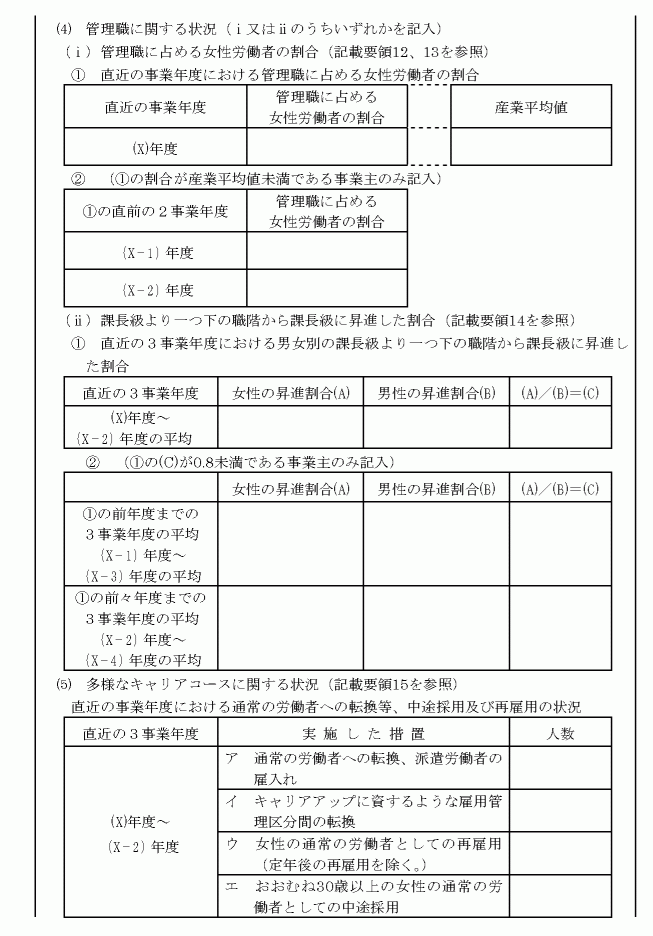 ⑷　管理職に関する状況（ⅰ又はⅱのうちいずれかを記入）
（ⅰ）管理職に占める女性労働者の割合（記載要領12、13を参照）
①　直近の事業年度における管理職に占める女性労働者の割合
直近の事業年度
管理職に占める
女性労働者の割合
産業平均値
(X)年度
②　（①の割合が産業平均値未満である事業主のみ記入）
①の直前の２事業年度
管理職に占める
女性労働者の割合
(X−1) 年度
(X−2) 年度
（ⅱ）課長級より一つ下の職階から課長級に昇進した割合（記載要領14を参照）
①　直近の３事業年度における男女別の課長級より一つ下の職階から課長級に昇進し
た割合
直近の３事業年度
女性の昇進割合(A)
男性の昇進割合(B)
(A)／(B)＝(C)
(X)年度～
(X−2) 年度の平均
②　（①の(C)が0.8未満である事業主のみ記入）
女性の昇進割合(A)
男性の昇進割合(B)
(A)／(B)＝(C)
①の前年度までの
３事業年度の平均
(X−1) 年度～
(X−3) 年度の平均
①の前々年度までの
３事業年度の平均
(X−2) 年度～
(X−4) 年度の平均
⑸　多様なキャリアコースに関する状況（記載要領15を参照）
直近の事業年度における通常の労働者への転換等、中途採用及び再雇用の状況
直近の３事業年度
実施した措置
人数
(X)年度～
(X−2) 年度
ア　通常の労働者への転換、派遣労働者の
雇入れ
イ　キャリアアップに資するような雇用管
理区分間の転換
ウ　女性の通常の労働者としての再雇用
（定年後の再雇用を除く。）
エ　おおむね30歳以上の女性の通常の労
働者としての中途採用